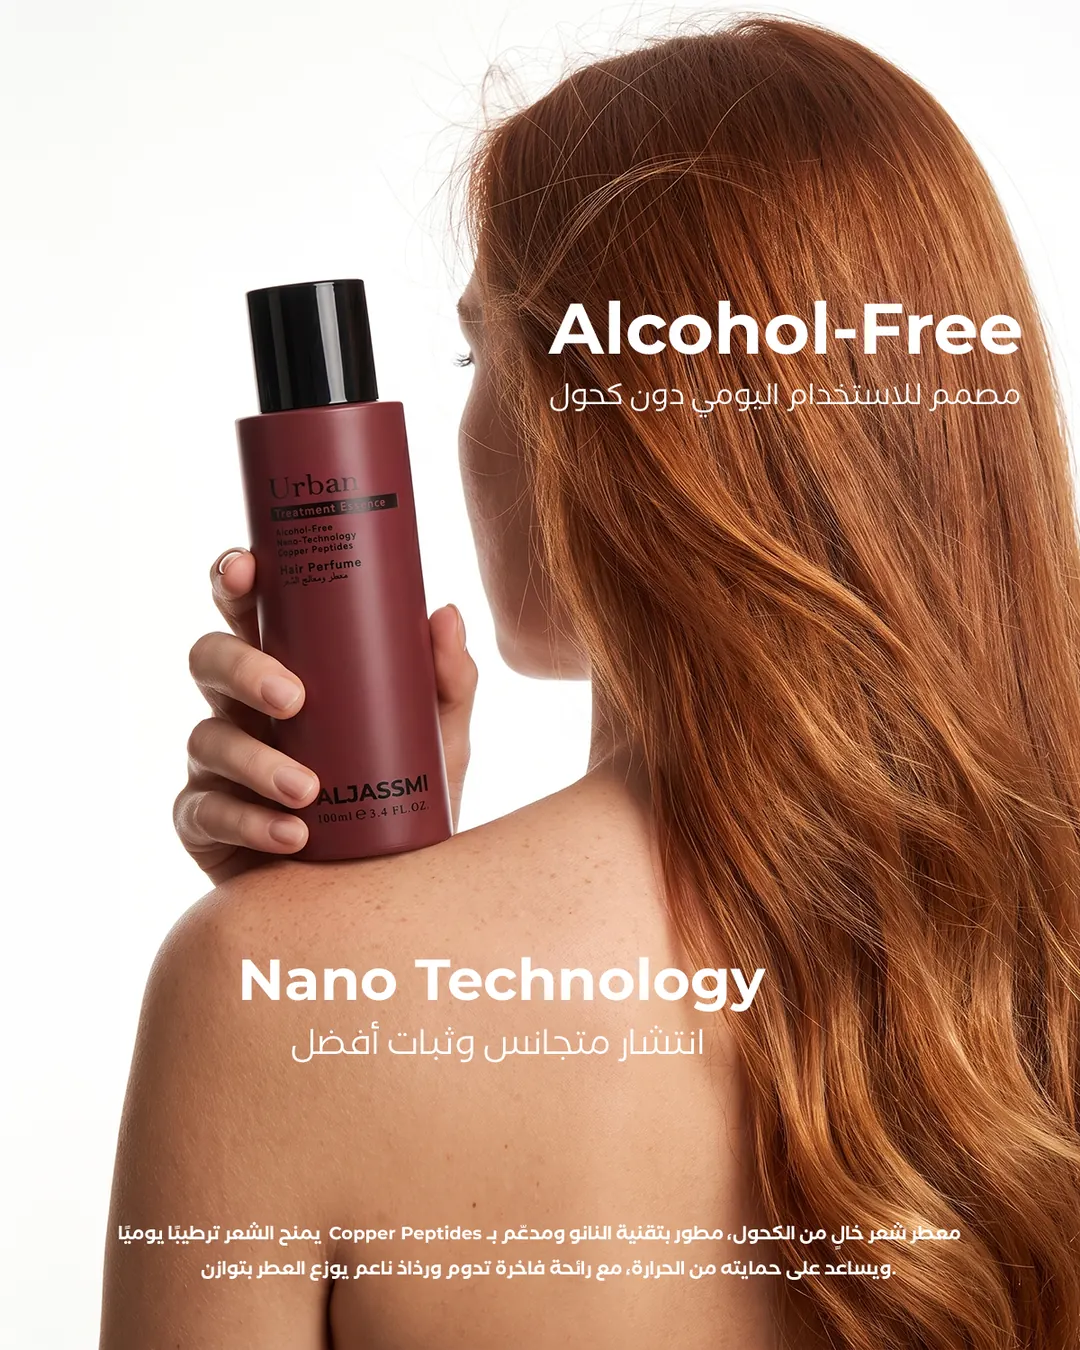 Alcohol-Free
مصمم للاستخدام اليومي دون كحول
Urban
Treatment Essence
Alcohol-Free
Nano-Technology
Copper Peptides
Hair Perfume
معطر ومعالج الشعر
ALJASSMI
100ml e 3.4 FL.OZ.
Nano Technology
انتشار متجانس وثبات أفضل
معطر شعر خالٍ من الكحول، مطور بتقنية النانو ومدعّم بـ Copper Peptides يمنح الشعر ترطيبًا يوميًا
ويساعد على حمايته من الحرارة، مع رائحة فاخرة تدوم ورذاذ ناعم يوزع العطر بتوازن.